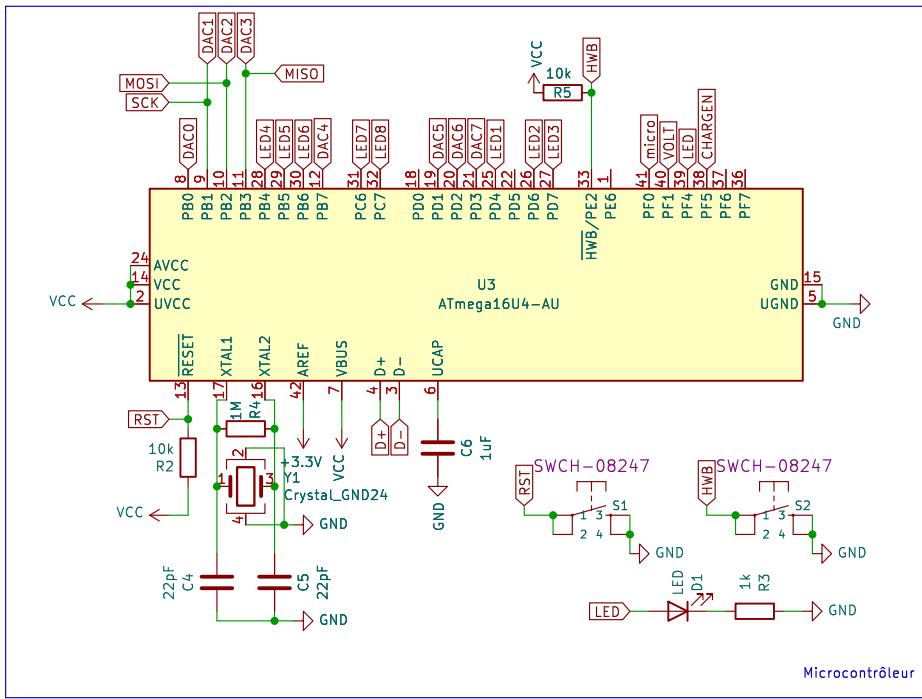 DAC1
DAC2
DAC3
MISO
MOSI
SCK
VCC
10k
R5
HWB
DAC0
LED4
LED5
LED6
DAC4
LED7
LED8
DAC5
DAC6
DAC7
LED1
LED2
LED3
micro
VOLT
LED
CHARGEN
8
9
10
11
28
29
30
12
31
32
18
19
20
21
25
22
26
27
33
1
41
40
39
38
37
36
PB0
PB1
PB2
PB3
PB4
PB5
PB6
PB7
PC6
PC7
PD0
PD1
PD2
PD3
PD4
PD5
PD6
PD7
HWB/PE2
PE6
PF0
PF1
PF4
PF5
PF6
PF7
24
AVCC
14
VCC
2
UVCC
VCC
U3
ATmega16U4-AU
GND
15
UGND
5
GND
RESET
XTAL1
XTAL2
AREF
VBUS
D+
D-
UCAP
13
17
16
42
7
4
3
6
RST
1M
R4
10k
R2
VCC
+3.3V
VCC
D+
D-
C6
1uF
GND
2
1
3
4
Y1
Crystal_GND24
GND
22pF
C4
C5
22pF
GND
SWCH-08247
RST
S1
1 3
2 4
GND
SWCH-08247
HWB
S2
1 3
2 4
GND
LED
LED
D1
1k
R3
GND
Microcontrôleur